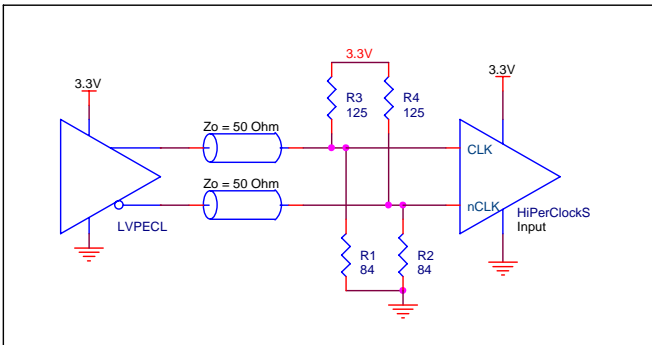 3.3V
3.3V
3.3V
R3
125
R4
125
Zo = 50 Ohm
CLK
Zo = 50 Ohm
nCLK
HiPerClockS
Input
LVPECL
R1
84
R2
84